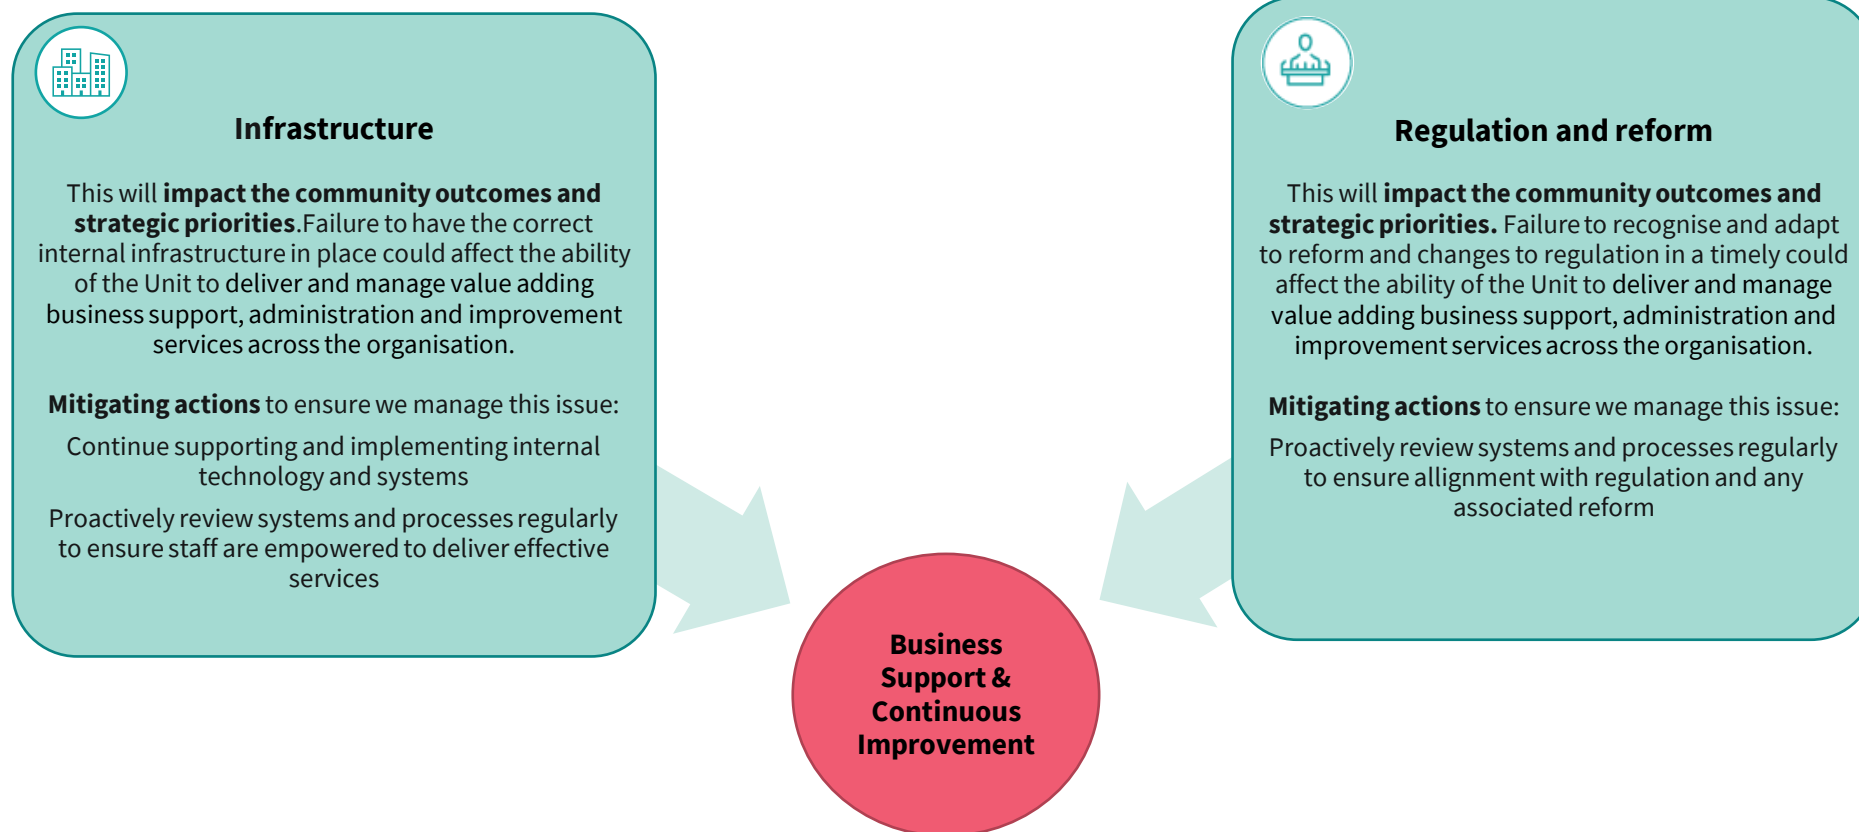 Infrastructure
This will impact the community outcomes and
strategic priorities.Failure to have the correct
internal infrastructure in place could affect the ability
of the Unit to deliver and manage value adding
business support, administration and improvement
services across the organisation.
Mitigating actions to ensure we manage this issue:
Continue supporting and implementing internal
technology and systems
Proactively review systems and processes regularly
to ensure staff are empowered to deliver effective
services
Regulation and reform
This will impact the community outcomes and
strategic priorities. Failure to recognise and adapt
to reform and changes to regulation in a timely could
affect the ability of the Unit to deliver and manage
value adding business support, administration and
improvement services across the organisation.
Mitigating actions to ensure we manage this issue:
Proactively review systems and processes regularly
to ensure allignment with regulation and any
associated reform
Business
Support &
Continuous
Improvement